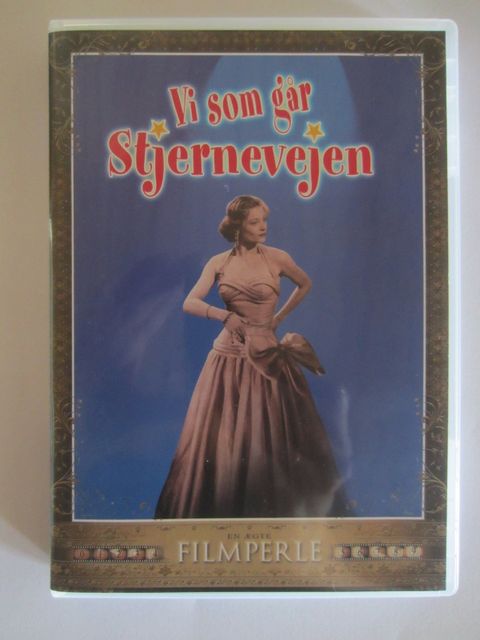 Vi som går
Stjernevejen
EN ÆGTE
FILMPERLE